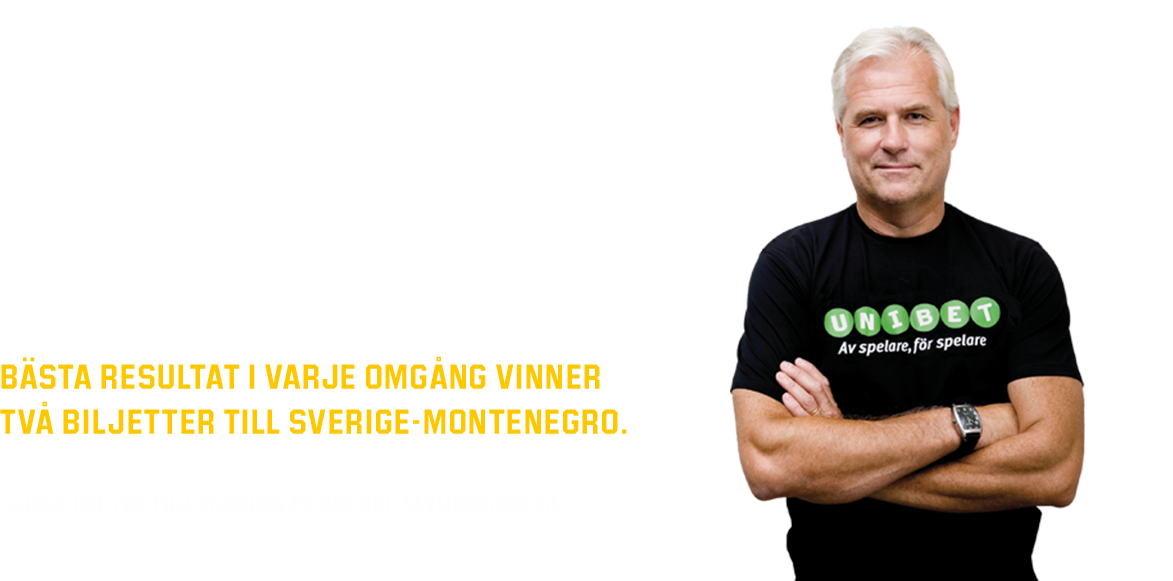 BÄSTA RESULTAT I VARJE OMGÅNG VINNER
TVÅ BILJETTER TILL SVERIGE-MONTENEGRO.
UNIBET
Av spelare, för spelare